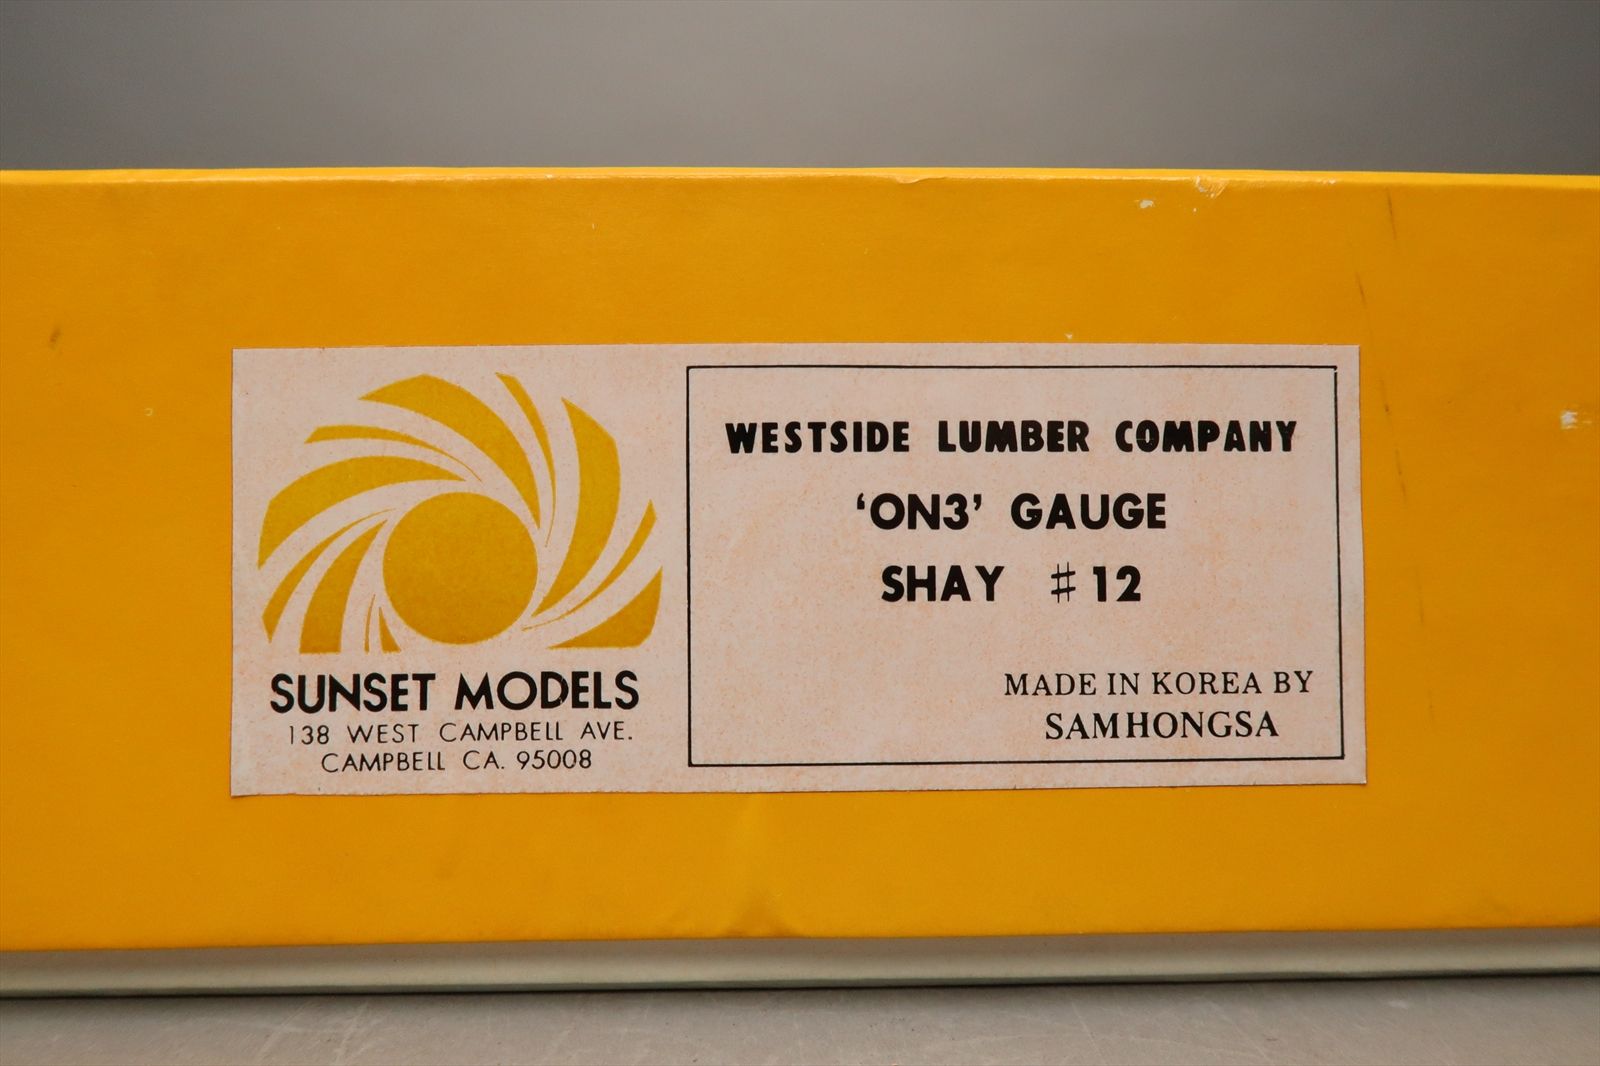 SUNSET MODELS
138 WEST CAMPBELL AVE.
CAMPBELL CA. 95008
WESTSIDE LUMBER COMPANY
‘ON3’ GAUGE
SHAY #12
MADE IN KOREA BY
SAMHONGSA